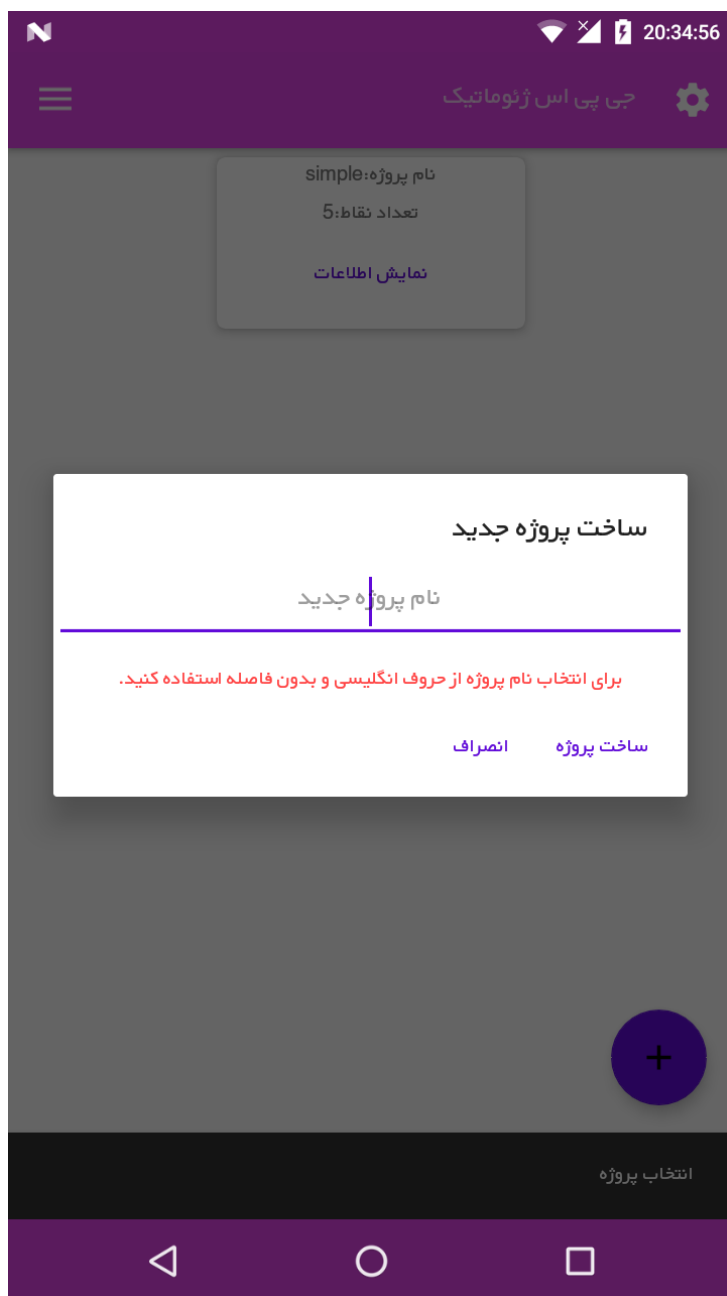 20:34:56
جی پی اس ژئوماتیک
نام پروژه:simple
تعداد نقاط:5
نمایش اطلاعات
ساخت پروژه جدید
نام پروژه جدید
برای انتخاب نام پروژه از حروف انگلیسی و بدون فاصله استفاده کنید.
ساخت پروژه انصراف
انتخاب پروژه